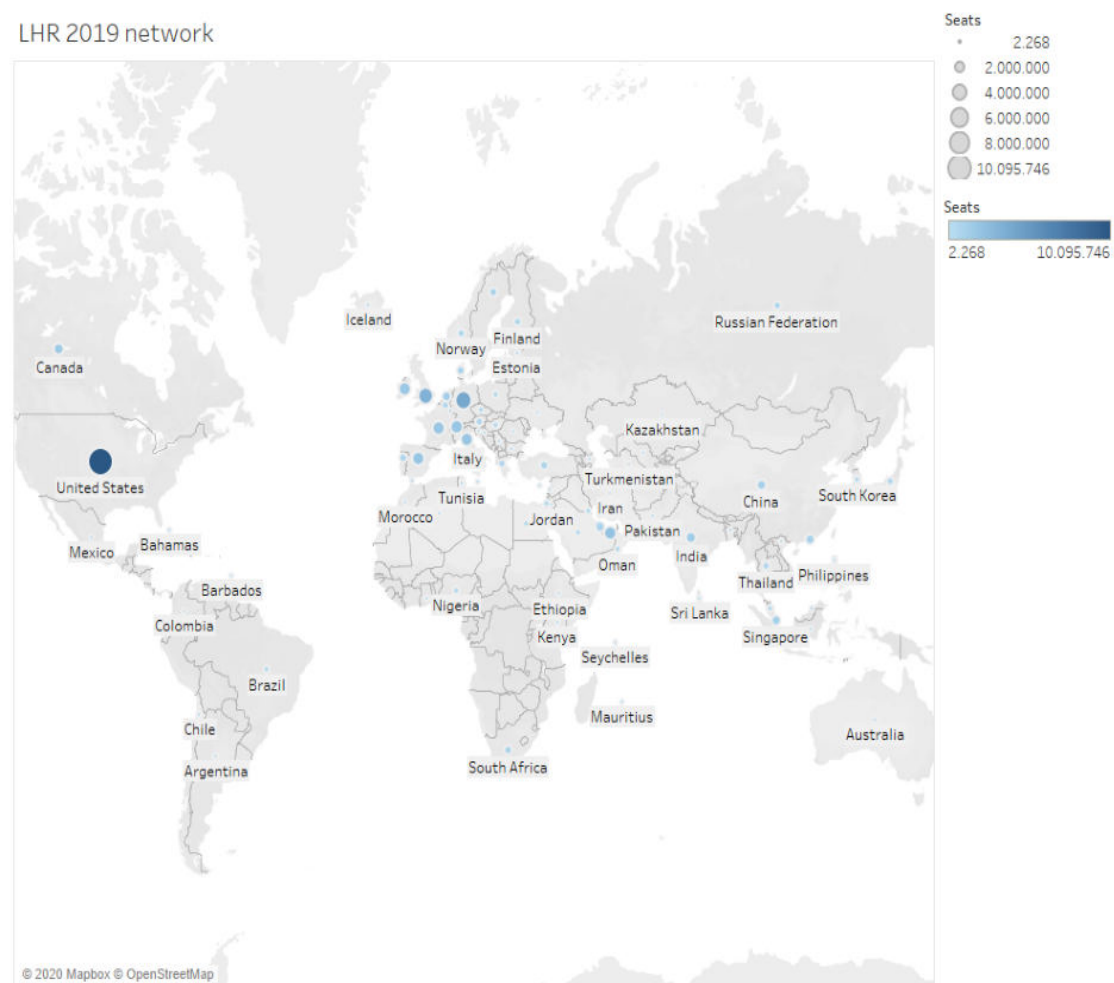 LHR 2019 network
Seats
2.268
2.000.000
4.000.000
6.000.000
8.000.000
10.095.746
Seats
2.268 10.095.746
Iceland
Russian Federation
Norway
Finland
Canada
Estonia
Kazakhstan
Italy
United States
Turkmenistan
Tunisia
China
South Korea
Iran
Morocco
Jordan
Pakistan
Mexico
Bahamas
India
Oman
Thailand
Philippines
Barbados
Nigeria
Ethiopia
Sri Lanka
Colombia
Kenya
Singapore
Seychelles
Brazil
Mauritius
Chile
Australia
South Africa
Argentina
© 2020 Mapbox © OpenStreetMap